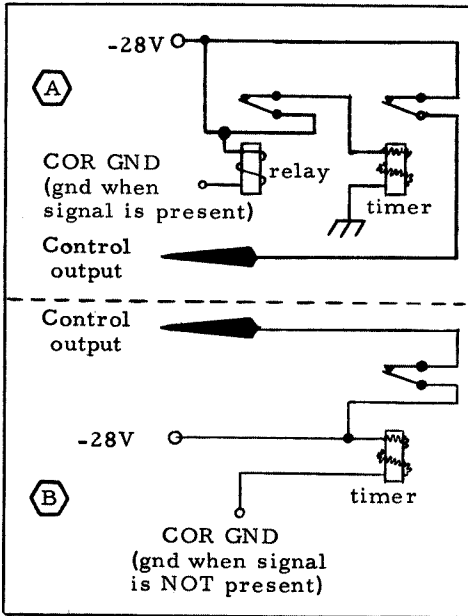 -28V
A
COR GND
(gnd when
signal is present)
relay
timer
Control
output
Control
output
-28V
timer
B
COR GND
(gnd when signal
is NOT present)